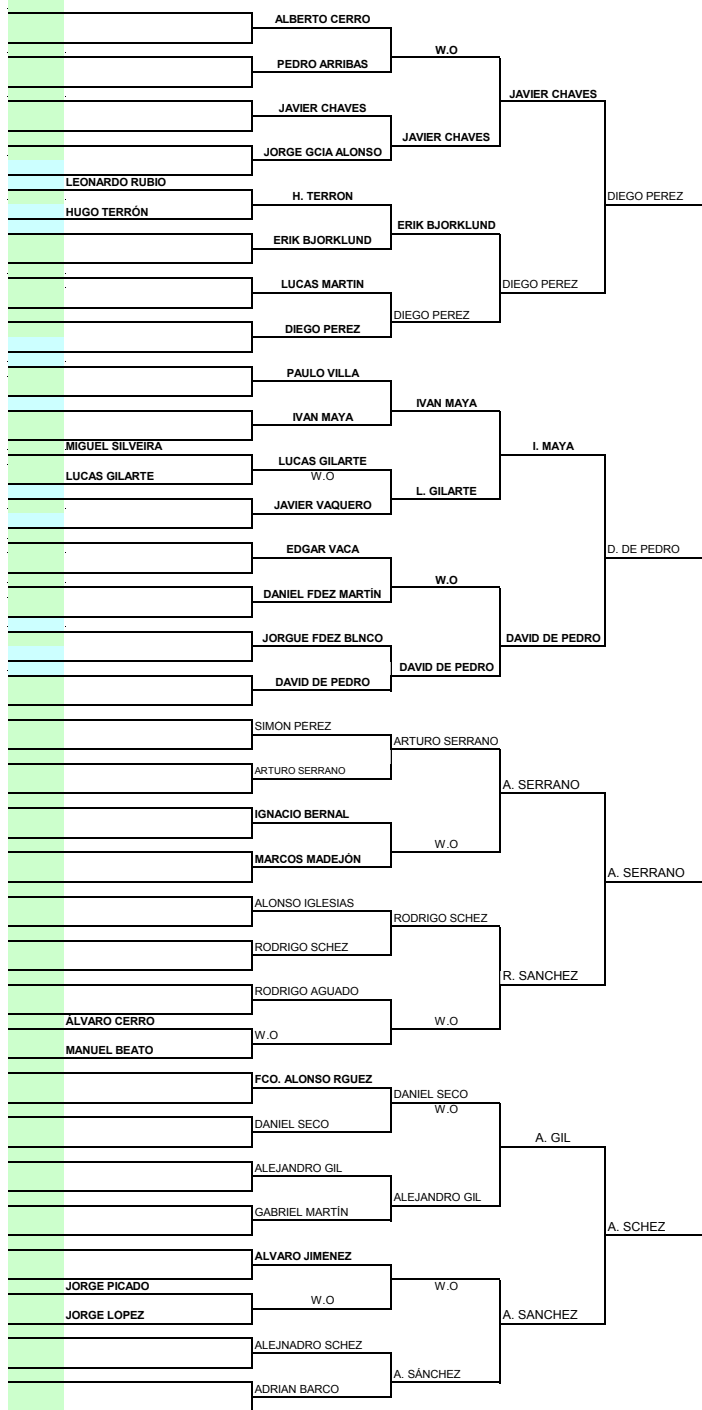 ALBERTO CERRO
W.O
PEDRO ARRIBAS
JAVIER CHAVES
JAVIER CHAVES
JAVIER CHAVES
JORGE GCIA ALONSO
LEONARDO RUBIO
H. TERRON
DIEGO PEREZ
HUGO TERRÓN
ERIK BJORKLUND
ERIK BJORKLUND
LUCAS MARTIN
DIEGO PEREZ
DIEGO PEREZ
DIEGO PEREZ
PAULO VILLA
IVAN MAYA
IVAN MAYA
MIGUEL SILVEIRA
I. MAYA
LUCAS GILARTE
LUCAS GILARTE
W.O
L. GILARTE
JAVIER VAQUERO
EDGAR VACA
D. DE PEDRO
W.O
DANIEL FDEZ MARTÍN
JORGUE FDEZ BLNCO
DAVID DE PEDRO
DAVID DE PEDRO
DAVID DE PEDRO
SIMÓN PEREZ
ARTURO SERRANO
ARTURO SERRANO
A. SERRANO
IGNACIO BERNAL
W.O
MARCOS MADEJÓN
A. SERRANO
ALONSO IGLESIAS
RODRIGO SCHEZ
RODRIGO SCHEZ
R. SANCHEZ
RODRIGO AGUADO
ÁLVARO CERRO
W.O
W.O
MANUEL BEATO
FCO. ALONSO RGUEZ
DANIEL SECO
W.O
DANIEL SECO
A. GIL
ALEJANDRO GIL
ALEJANDRO GIL
GABRIEL MARTÍN
A. SCHEZ
ALVARO JIMENEZ
JORGE PICADO
W.O
W.O
JORGE LOPEZ
A. SANCHEZ
ALEJNADRO SCHEZ
A. SÁNCHEZ
ADRIAN BARCO